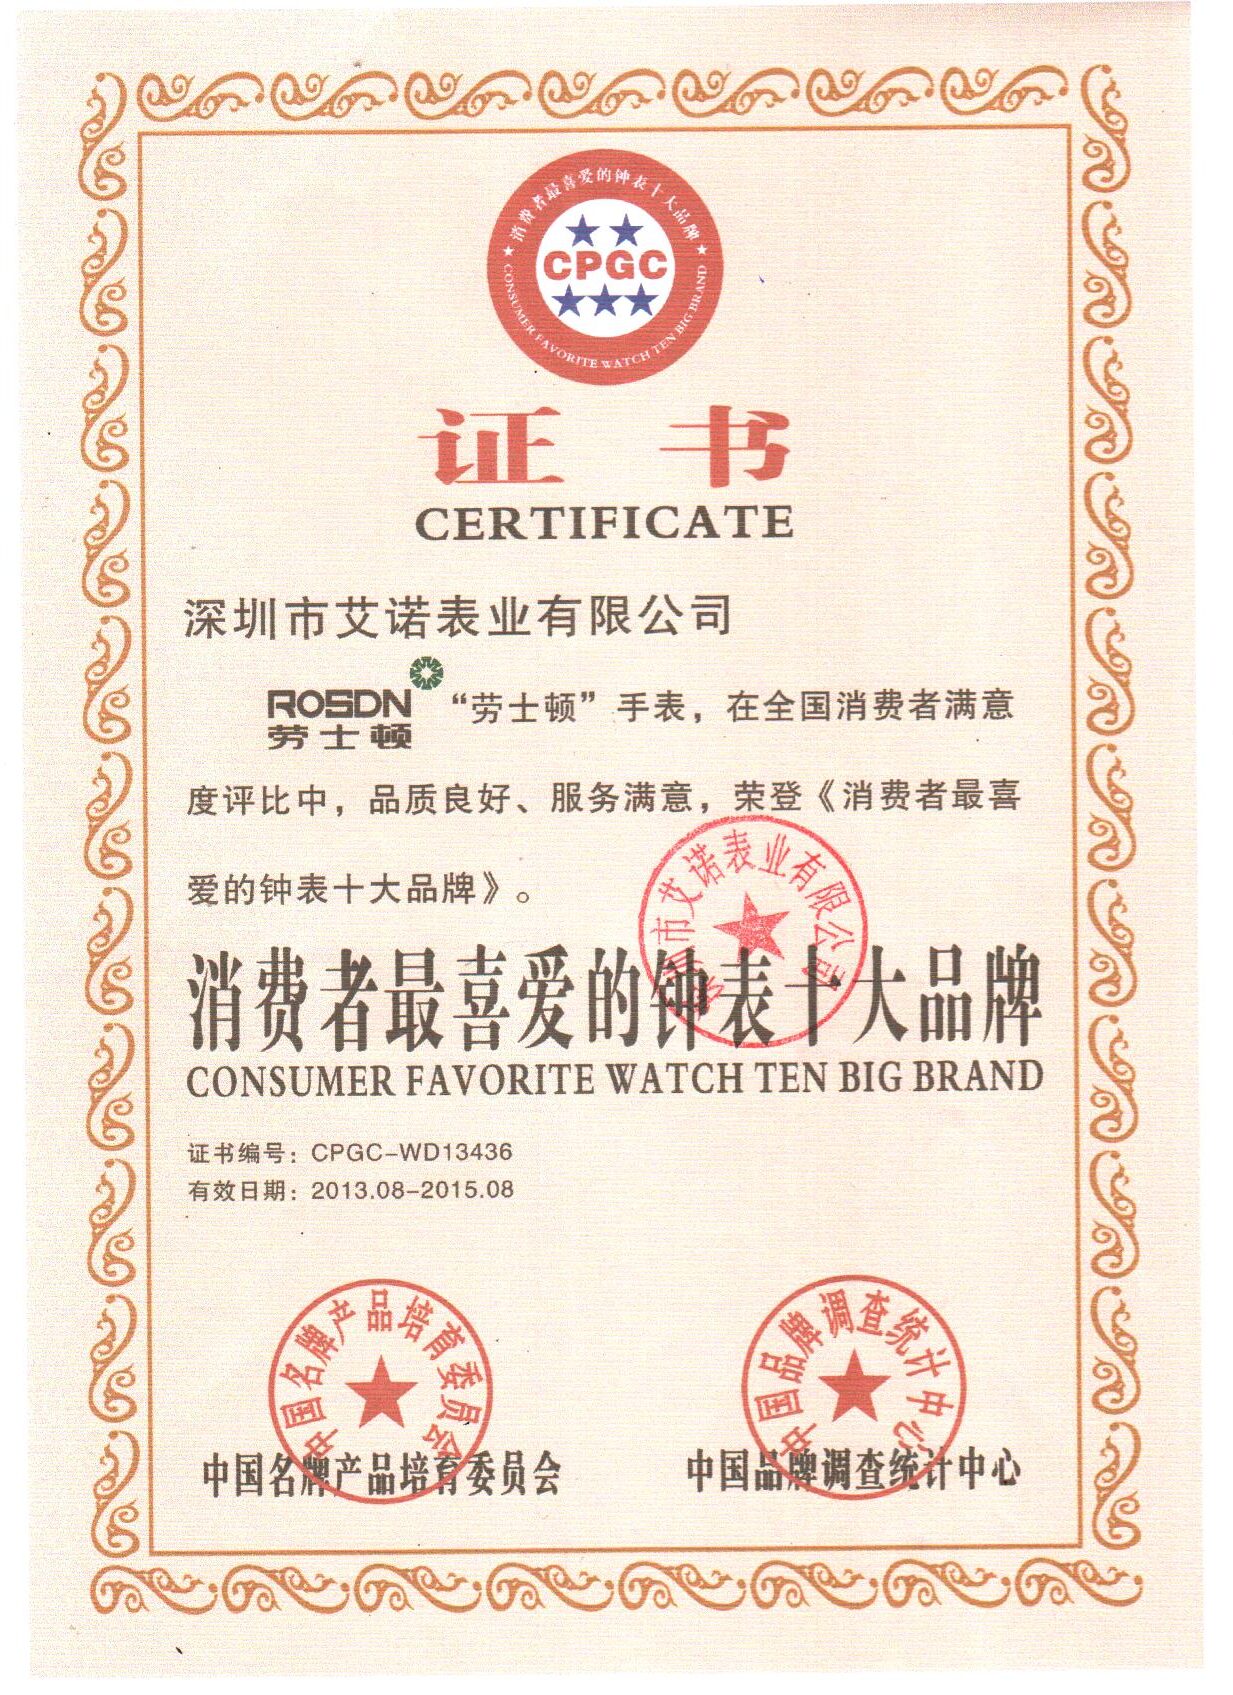 消费者最喜爱的钟表十大品牌
CPGC
CONSUMER FAVORITE WATCH TEN BIG BRAND
证 书
CERTIFICATE
深圳市艾诺表业有限公司
ROSDN
劳士顿
“劳士顿”手表，在全国消费者满意
度评比中，品质良好、服务满意，荣登《消费者最喜
爱的钟表十大品牌》。
深圳市艾诺表业有限公司
消费者最喜爱的钟表十大品牌
CONSUMER FAVORITE WATCH TEN BIG BRAND
证书编号：CPGC-WD13436
有效日期：2013.08-2015.08
中国名牌产品培育委员会
中国品牌调查统计中心
中国名牌产品培育委员会
中国品牌调查统计中心